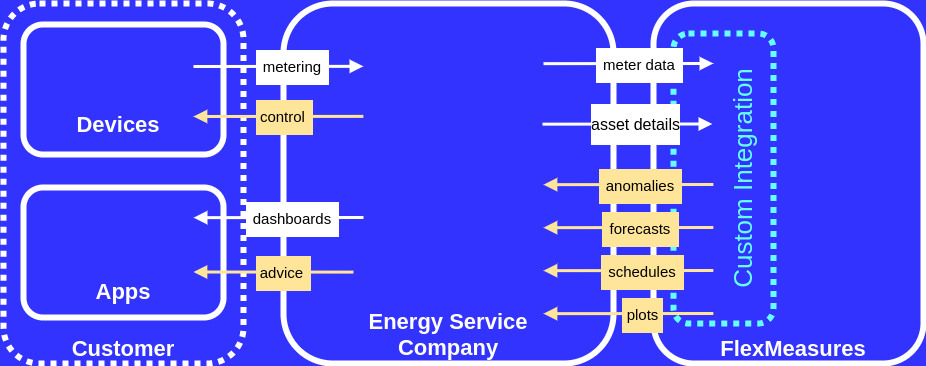 metering
control
Devices
dashboards
advice
Apps
Customer
Energy Service
Company
meter data
asset details
anomalies
forecasts
schedules
plots
Custom Integration
FlexMeasures